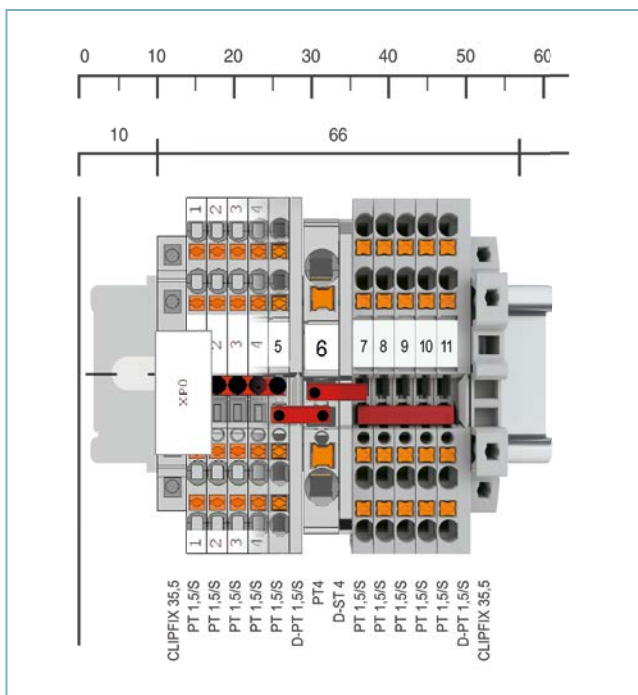 0 10 20 30 40 50 60
10 66
1 2 3 4
XP0 2 3 4 5 6 7 8 9 10 11
1 2 3 4
CLIPFIX 35,5
PT 1,5/S
PT 1,5/S
PT 1,5/S
PT 1,5/S
PT 1,5/S
D-PT 1,5/S
PT4
D-ST 4
PT 1,5/S
PT 1,5/S
PT 1,5/S
PT 1,5/S
PT 1,5/S
D-PT 1,5/S
CLIPFIX 35,5